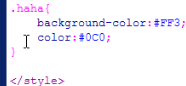 .haha{
background-color:#FF3;
color:#0C0;
}
</style>